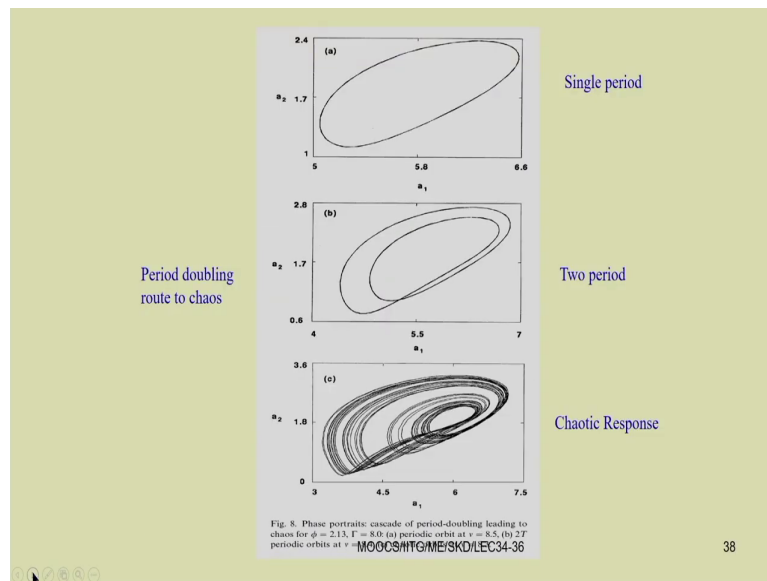 2.4
(a)
a2 1.7
1
5 5.8 6.6
a1
Single period
2.8
(b)
a2 1.7
0.6
4 5.5 7
a1
Period doubling
route to chaos
Two period
3.6
(c)
a2 1.8
0
3 4.5 6 7.5
a1
Chaotic Response
Fig. 8. Phase portraits: cascade of period-doubling leading to
chaos for ϕ = 2.13, Γ = 8.0: (a) periodic orbit at ν = 8.5, (b) 2T
periodic orbits at ν =
MOOCS/IITG/ME/SKD/LEC34-36
38